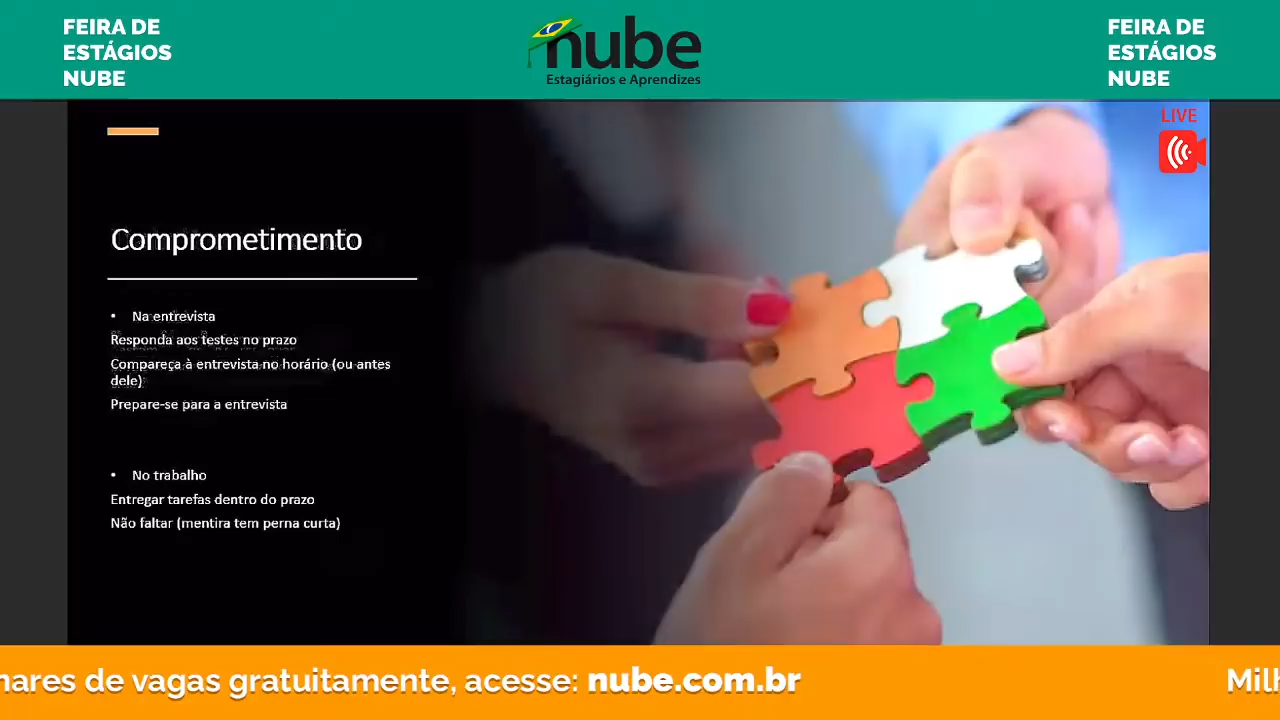 FEIRA DE
ESTÁGIOS
NUBE
nube
Estagiários e Aprendizes
FEIRA DE
ESTÁGIOS
NUBE
LIVE
Comprometimento
• Na entrevista
Responda aos testes no prazo
Compareça à entrevista no horário (ou antes
dele)
Prepare-se para a entrevista
• No trabalho
Entregar tarefas dentro do prazo
Não faltar (mentira tem perna curta)
de vagas gratuitamente, acesse: nube.com.br